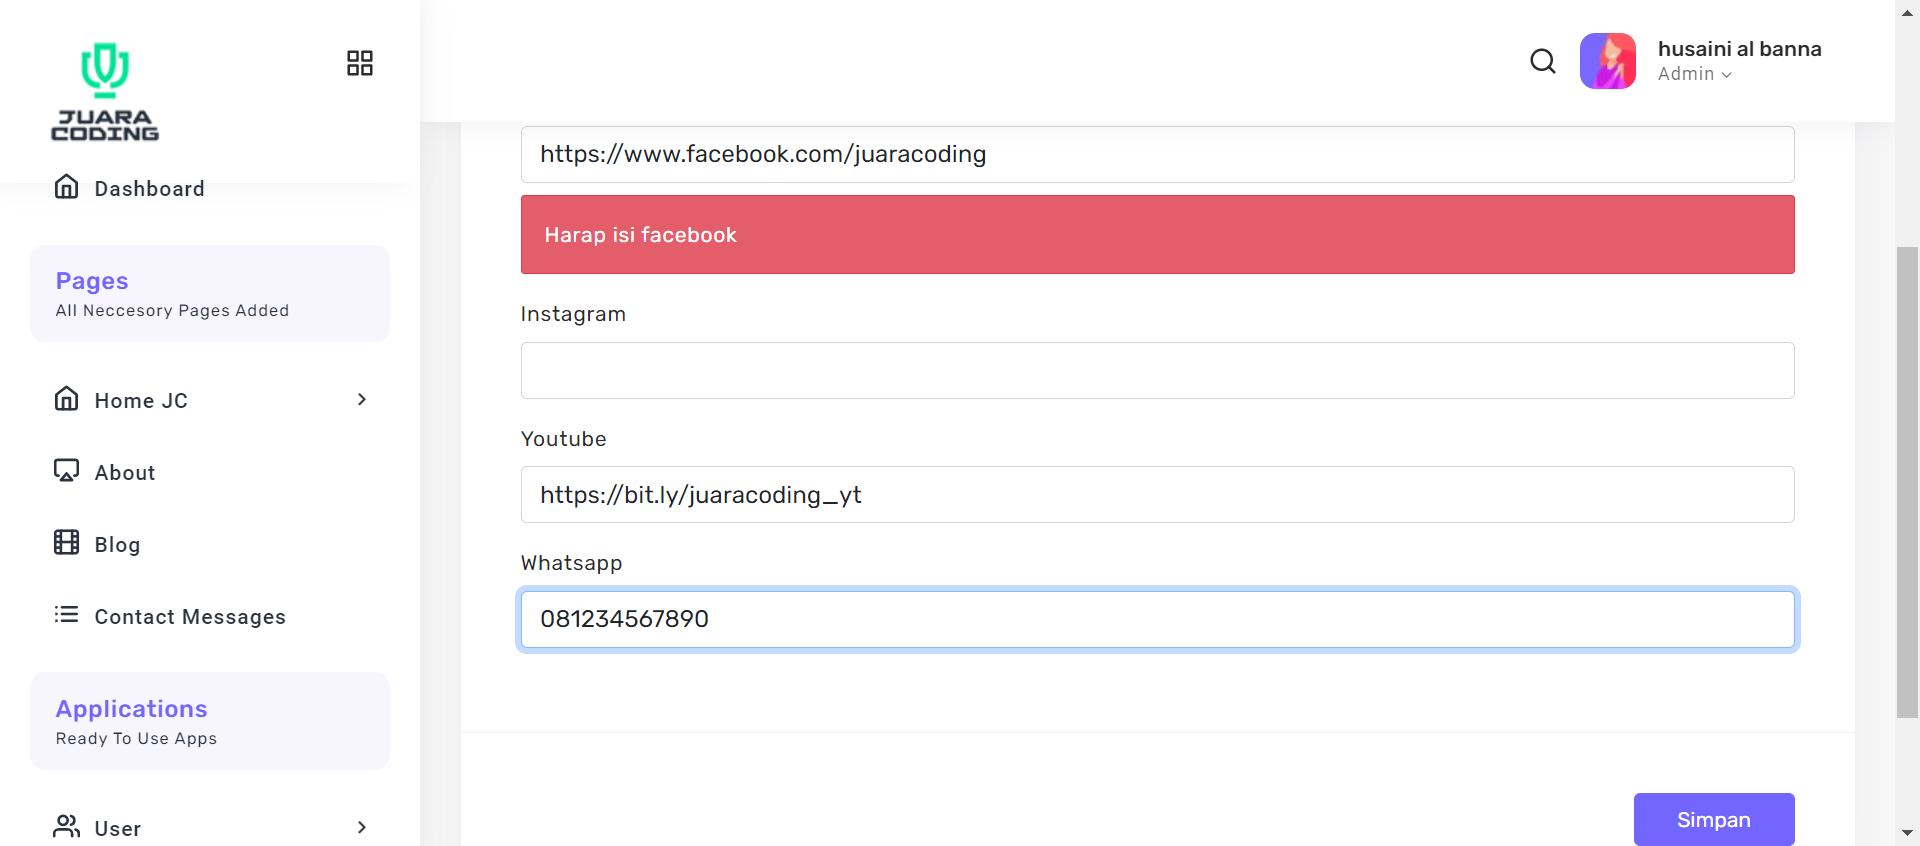 JUARA
CODING
husaini al banna
Admin
Dashboard
Pages
All Neccesory Pages Added
Home JC
About
Blog
Contact Messages
Applications
Ready To Use Apps
User
https://www.facebook.com/juaracoding
Harap isi facebook
Instagram
Youtube
https://bit.ly/juaracoding_yt
Whatsapp
081234567890
Simpan